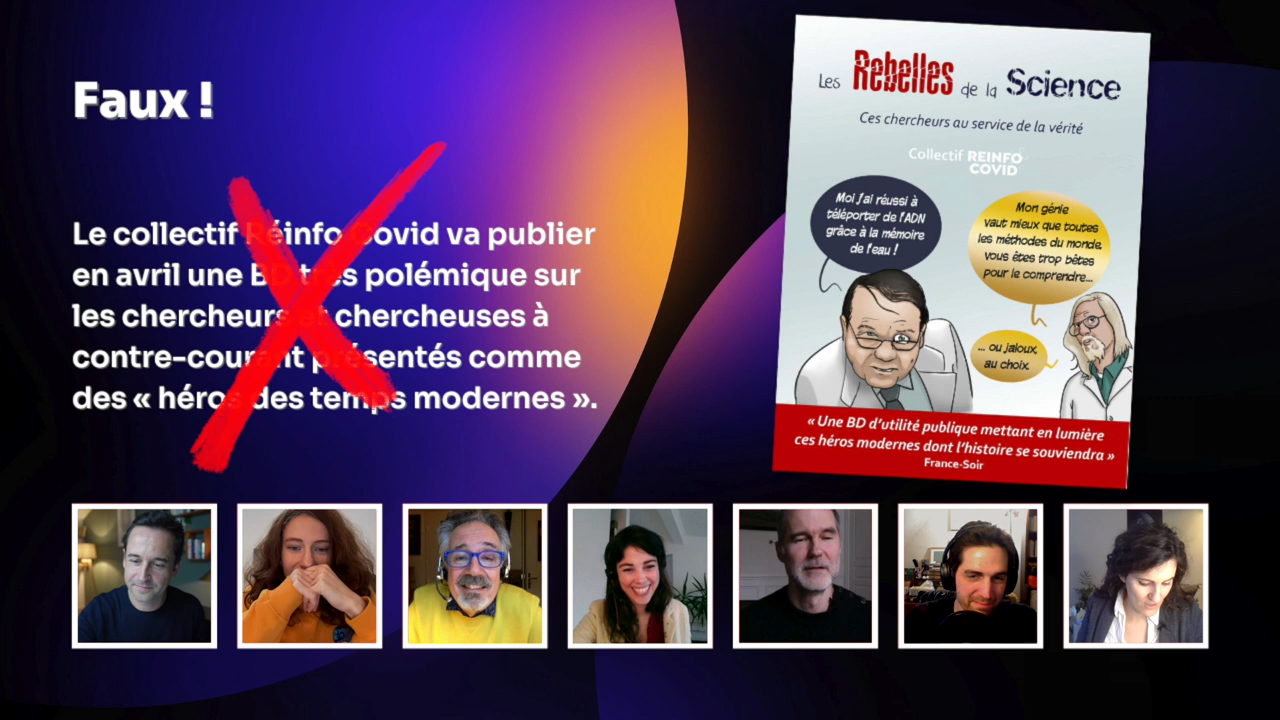 Faux !
Le collectif Réinfo Covid va publier
en avril une BD très polémique sur
les chercheurs et chercheuses à
contre-courant présentés comme
des « héros des temps modernes ».
Les Rebelles de la Science
Ces chercheurs au service de la vérité
Collectif REINFO
COVID
Moi j'ai réussi à
téléporter de l'ADN
grâce à la mémoire
de l'eau !
Mon génie
vaut mieux que toutes
les méthodes du monde,
vous êtes trop bêtes
pour le comprendre...
... ou jaloux,
au choix.
« Une BD d'utilité publique mettant en lumière
ces héros modernes dont l'histoire se souviendra »
France-Soir